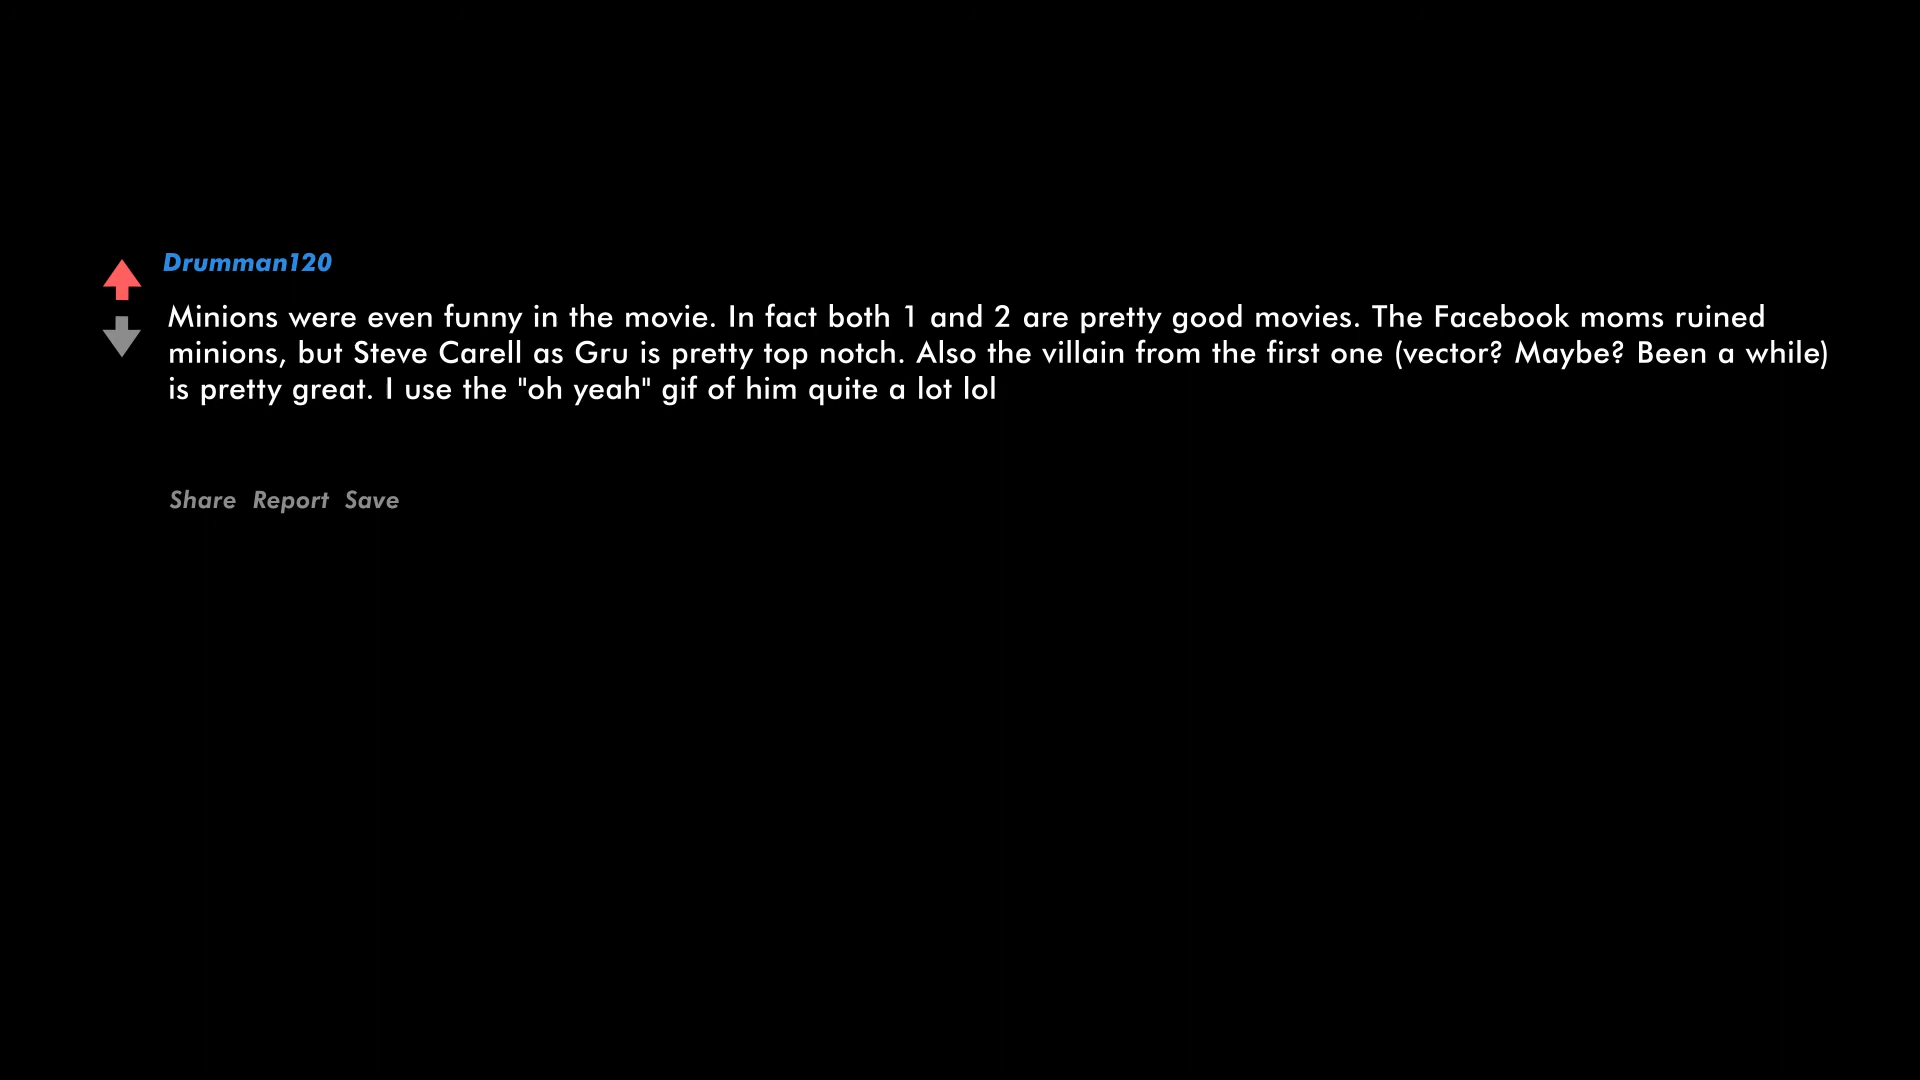 Drumman120
Minions were even funny in the movie. In fact both 1 and 2 are pretty good movies. The Facebook moms ruined
minions, but Steve Carell as Gru is pretty top notch. Also the villain from the first one (vector? Maybe? Been a while)
is pretty great. I use the "oh yeah" gif of him quite a lot lol
Share Report Save